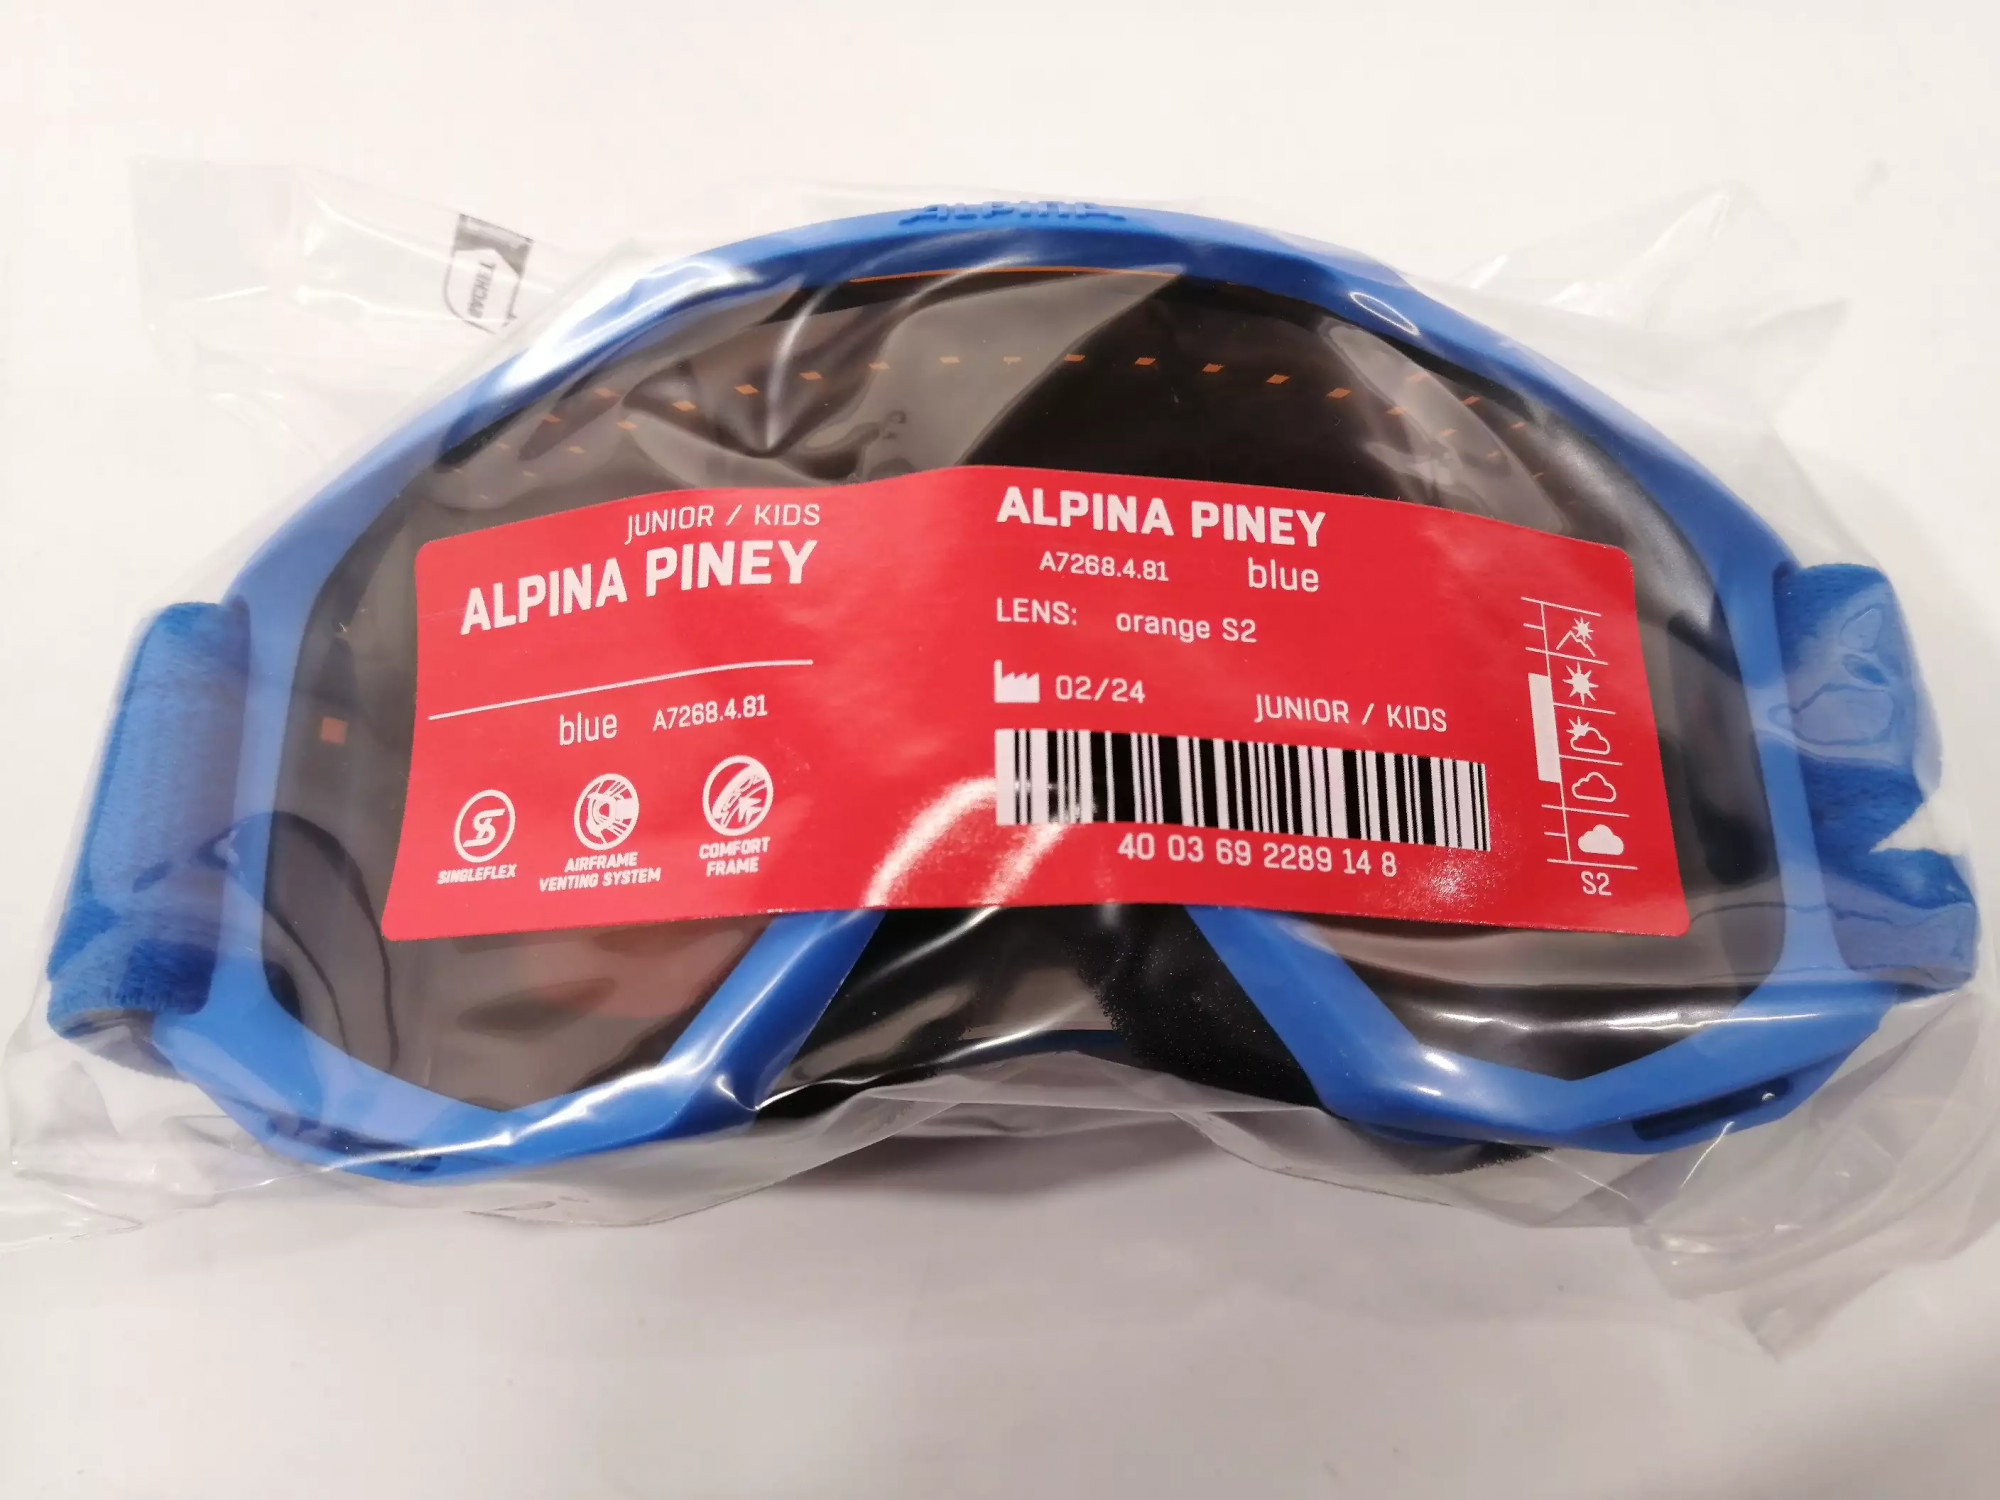 ALPINA
SACHET
JUNIOR / KIDS
ALPINA PINEY
blue A7268.4.81
SINGLEFLEX
AIRFRAME
VENTING SYSTEM
COMFORT
FRAME
ALPINA PINEY
A7268.4.81 blue
LENS: orange S2
02/24
JUNIOR / KIDS
40 03 69 2289 14 8
S2